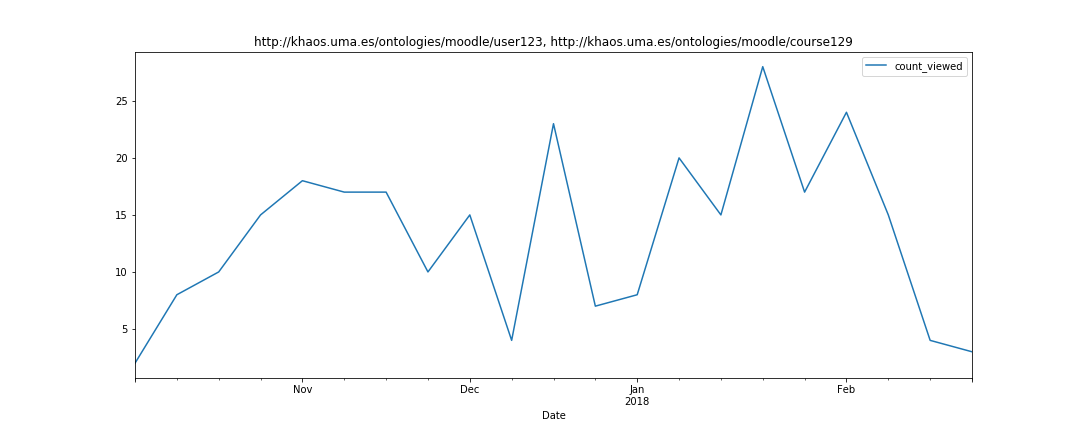 http://khaos.uma.es/ontologies/moodle/user123, http://khaos.uma.es/ontologies/moodle/course129
count_viewed
25
20
15
10
5
Nov
Dec
Jan
2018
Feb
Date